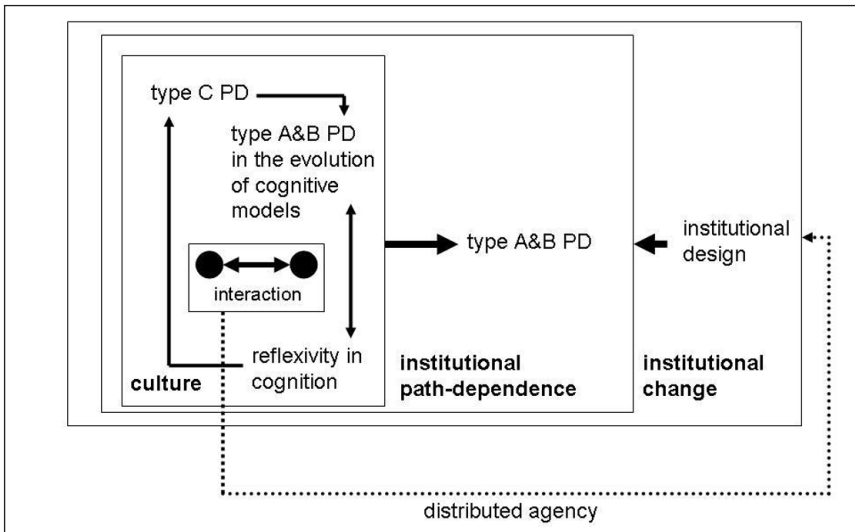 type C PD
type A&B PD
in the evolution
of cognitive
models
interaction
reflexivity in
cognition
culture
type A&B PD
institutional
path-dependence
institutional
design
institutional
change
distributed agency